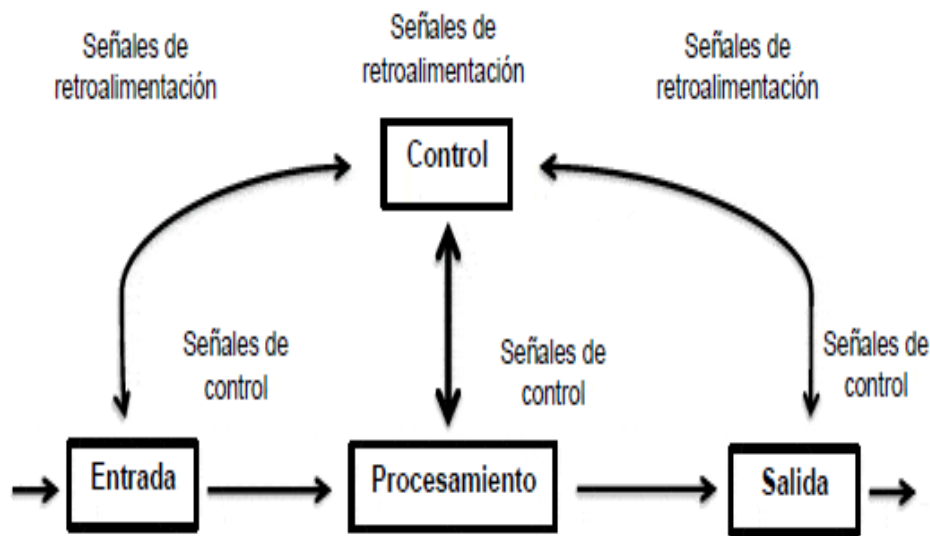 Señales de
retroalimentación
Señales de
retroalimentación
Señales de
retroalimentación
Control
Señales de
control
Señales de
control
Señales de
control
Entrada
Procesamiento
Salida